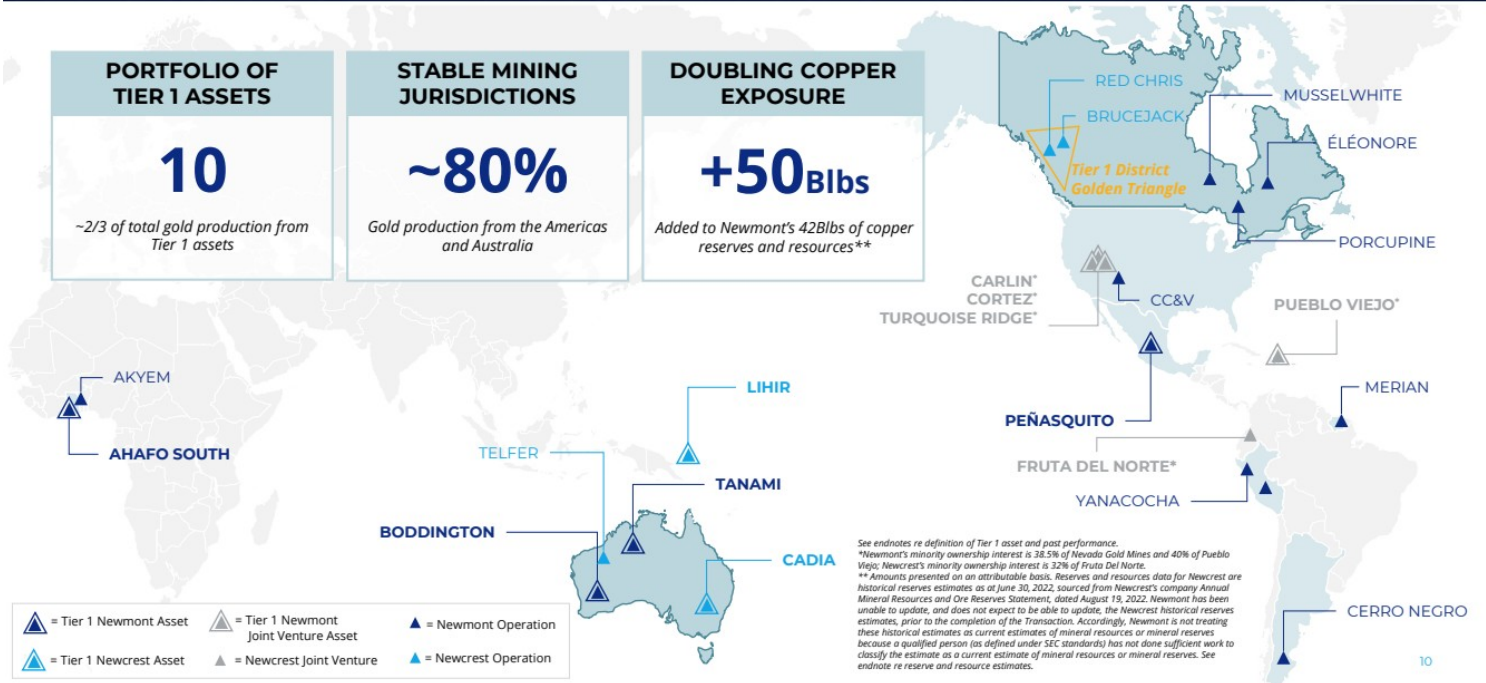 PORTFOLIO OF
TIER 1 ASSETS
10
~2/3 of total gold production from
Tier 1 assets
STABLE MINING
JURISDICTIONS
~80%
Gold production from the Americas
and Australia
DOUBLING COPPER
EXPOSURE
+50Blbs
Added to Newmont's 42Blbs of copper
reserves and resources**
RED CHRIS
BRUCEJACK
MUSSELWHITE
ÉLÉONORE
Tier 1 District
Golden Triangle
PORCUPINE
CARLIN*
CORTEZ*
TURQUOISE RIDGE*
CC&V
PUEBLO VIEJO*
AKYEM
AHAFO SOUTH
LIHIR
TELFER
TANAMI
BODDINGTON
CADIA
PEÑASQUITO
MERIAN
FRUTA DEL NORTE*
YANACOCHA
CERRO NEGRO
See endnotes re definition of Tier 1 asset and past performance.
*Newmont's minority ownership interest is 38.5% of Nevada Gold Mines and 40% of Pueblo
Viejo; Newcrest's minority ownership interest is 32% of Fruta Del Norte.
** Amounts presented on an attributable basis. Reserves and resources data for Newcrest are
historical reserves estimates as at June 30, 2022, sourced from Newcrest's company Annual
Mineral Resources and Ore Reserves Statement, dated August 19, 2022. Newmont has been
unable to update, and does not expect to be able to update, the Newcrest historical reserves
estimates, prior to the completion of the Transaction. Accordingly, Newmont is not treating
these historical estimates as current estimates of mineral resources or mineral reserves
because a qualified person (as defined under SEC standards) has not done sufficient work to
classify the estimate as a current estimate of mineral resources or mineral reserves. See
endnote re reserve and resource estimates.
= Tier 1 Newmont Asset
= Tier 1 Newmont
Joint Venture Asset
= Newmont Operation
= Tier 1 Newcrest Asset
= Newcrest Joint Venture
= Newcrest Operation
10